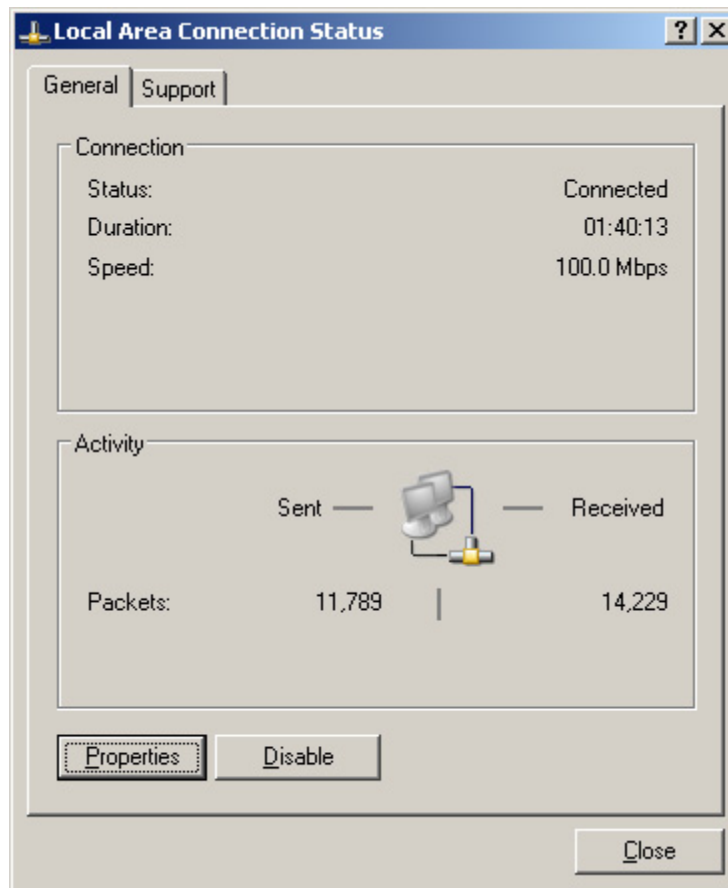 Local Area Connection Status
General Support
Connection
Status: Connected
Duration: 01:40:13
Speed: 100.0 Mbps
Activity
Sent Received
Packets: 11,789 14,229
Properties Disable
Close